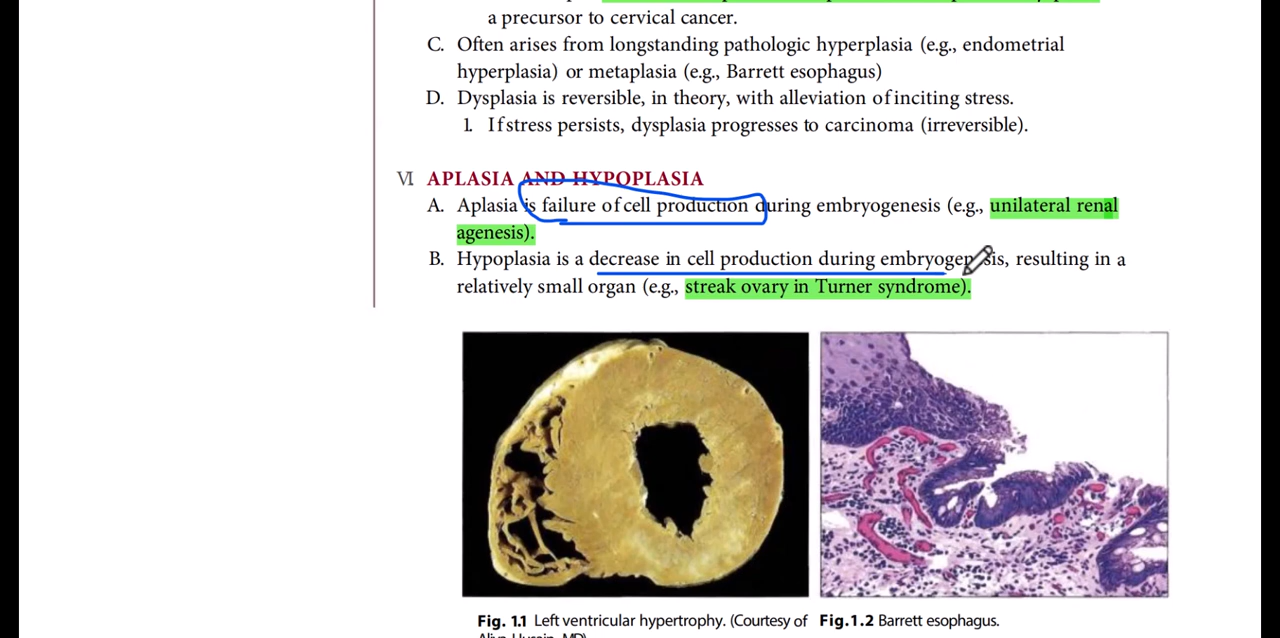 a precursor to cervical cancer.
C. Often arises from longstanding pathologic hyperplasia (e.g., endometrial
hyperplasia) or metaplasia (e.g., Barrett esophagus)
D. Dysplasia is reversible, in theory, with alleviation of inciting stress.
1. If stress persists, dysplasia progresses to carcinoma (irreversible).
VI. APLASIA AND HYPOPLASIA
A. Aplasia is failure of cell production during embryogenesis (e.g., unilateral renal
agenesis).
B. Hypoplasia is a decrease in cell production during embryogenesis, resulting in a
relatively small organ (e.g., streak ovary in Turner syndrome).
Fig. 1.1 Left ventricular hypertrophy. (Courtesy of
Fig.1.2 Barrett esophagus.